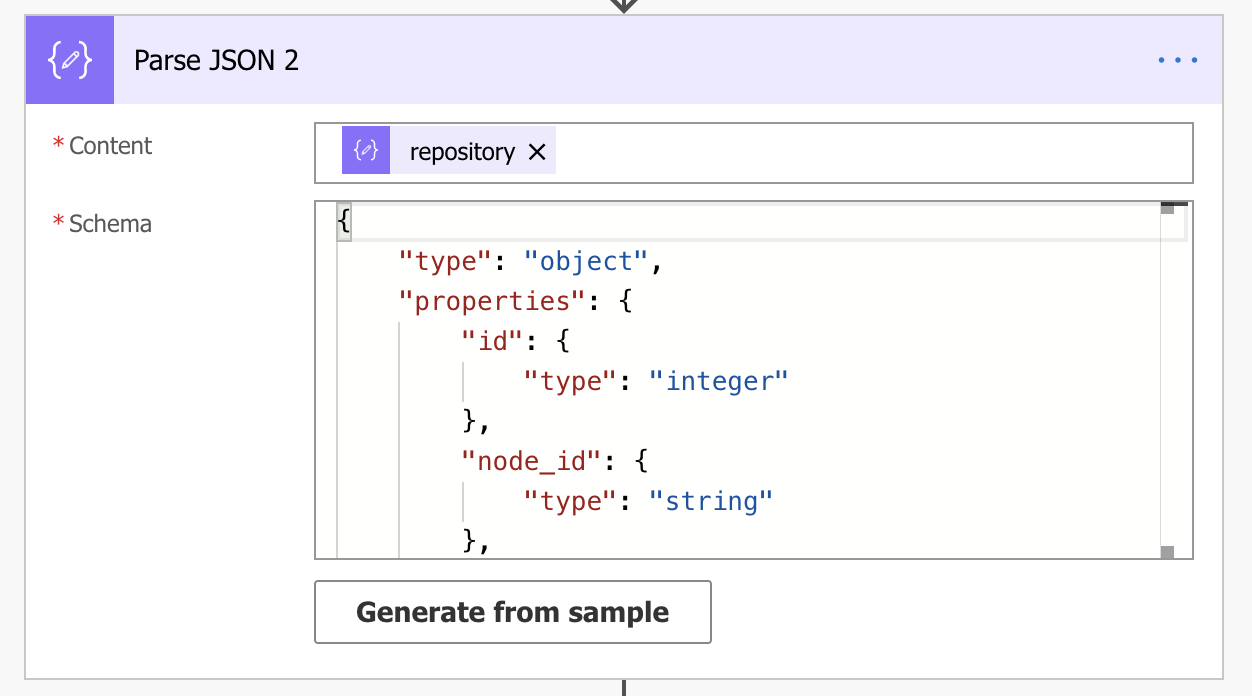 Parse JSON 2
* Content
repository
* Schema
{
"type": "object",
"properties": {
"id": {
"type": "integer"
},
"node_id": {
"type": "string"
},
Generate from sample